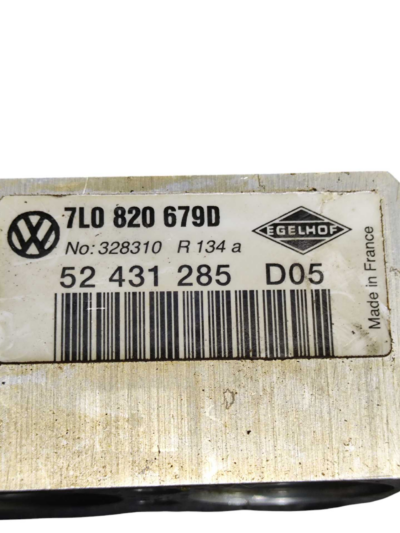 7L0 820 679D
No: 328310 R 134 a
EGELHOF
52 431 285 D05
Made in France